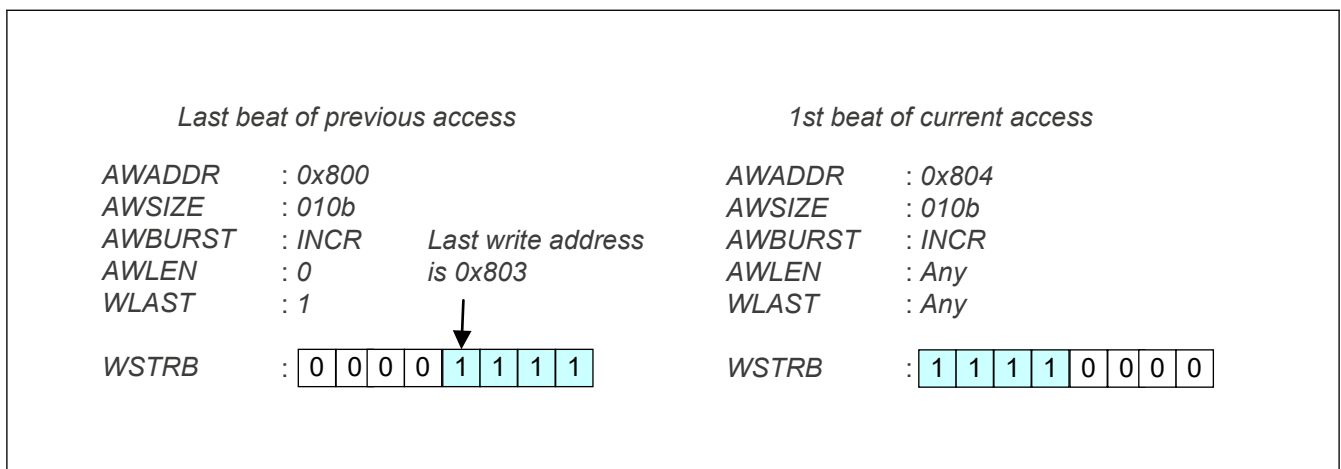 Last beat of previous access
AWADDR : 0x800
AWSIZE : 010b
AWBURST : INCR
AWLEN : 0
WLAST : 1
Last write address
is 0x803
WSTRB : 0 0 0 0 1 1 1 1
1st beat of current access
AWADDR : 0x804
AWSIZE : 010b
AWBURST : INCR
AWLEN : Any
WLAST : Any
WSTRB : 1 1 1 1 0 0 0 0